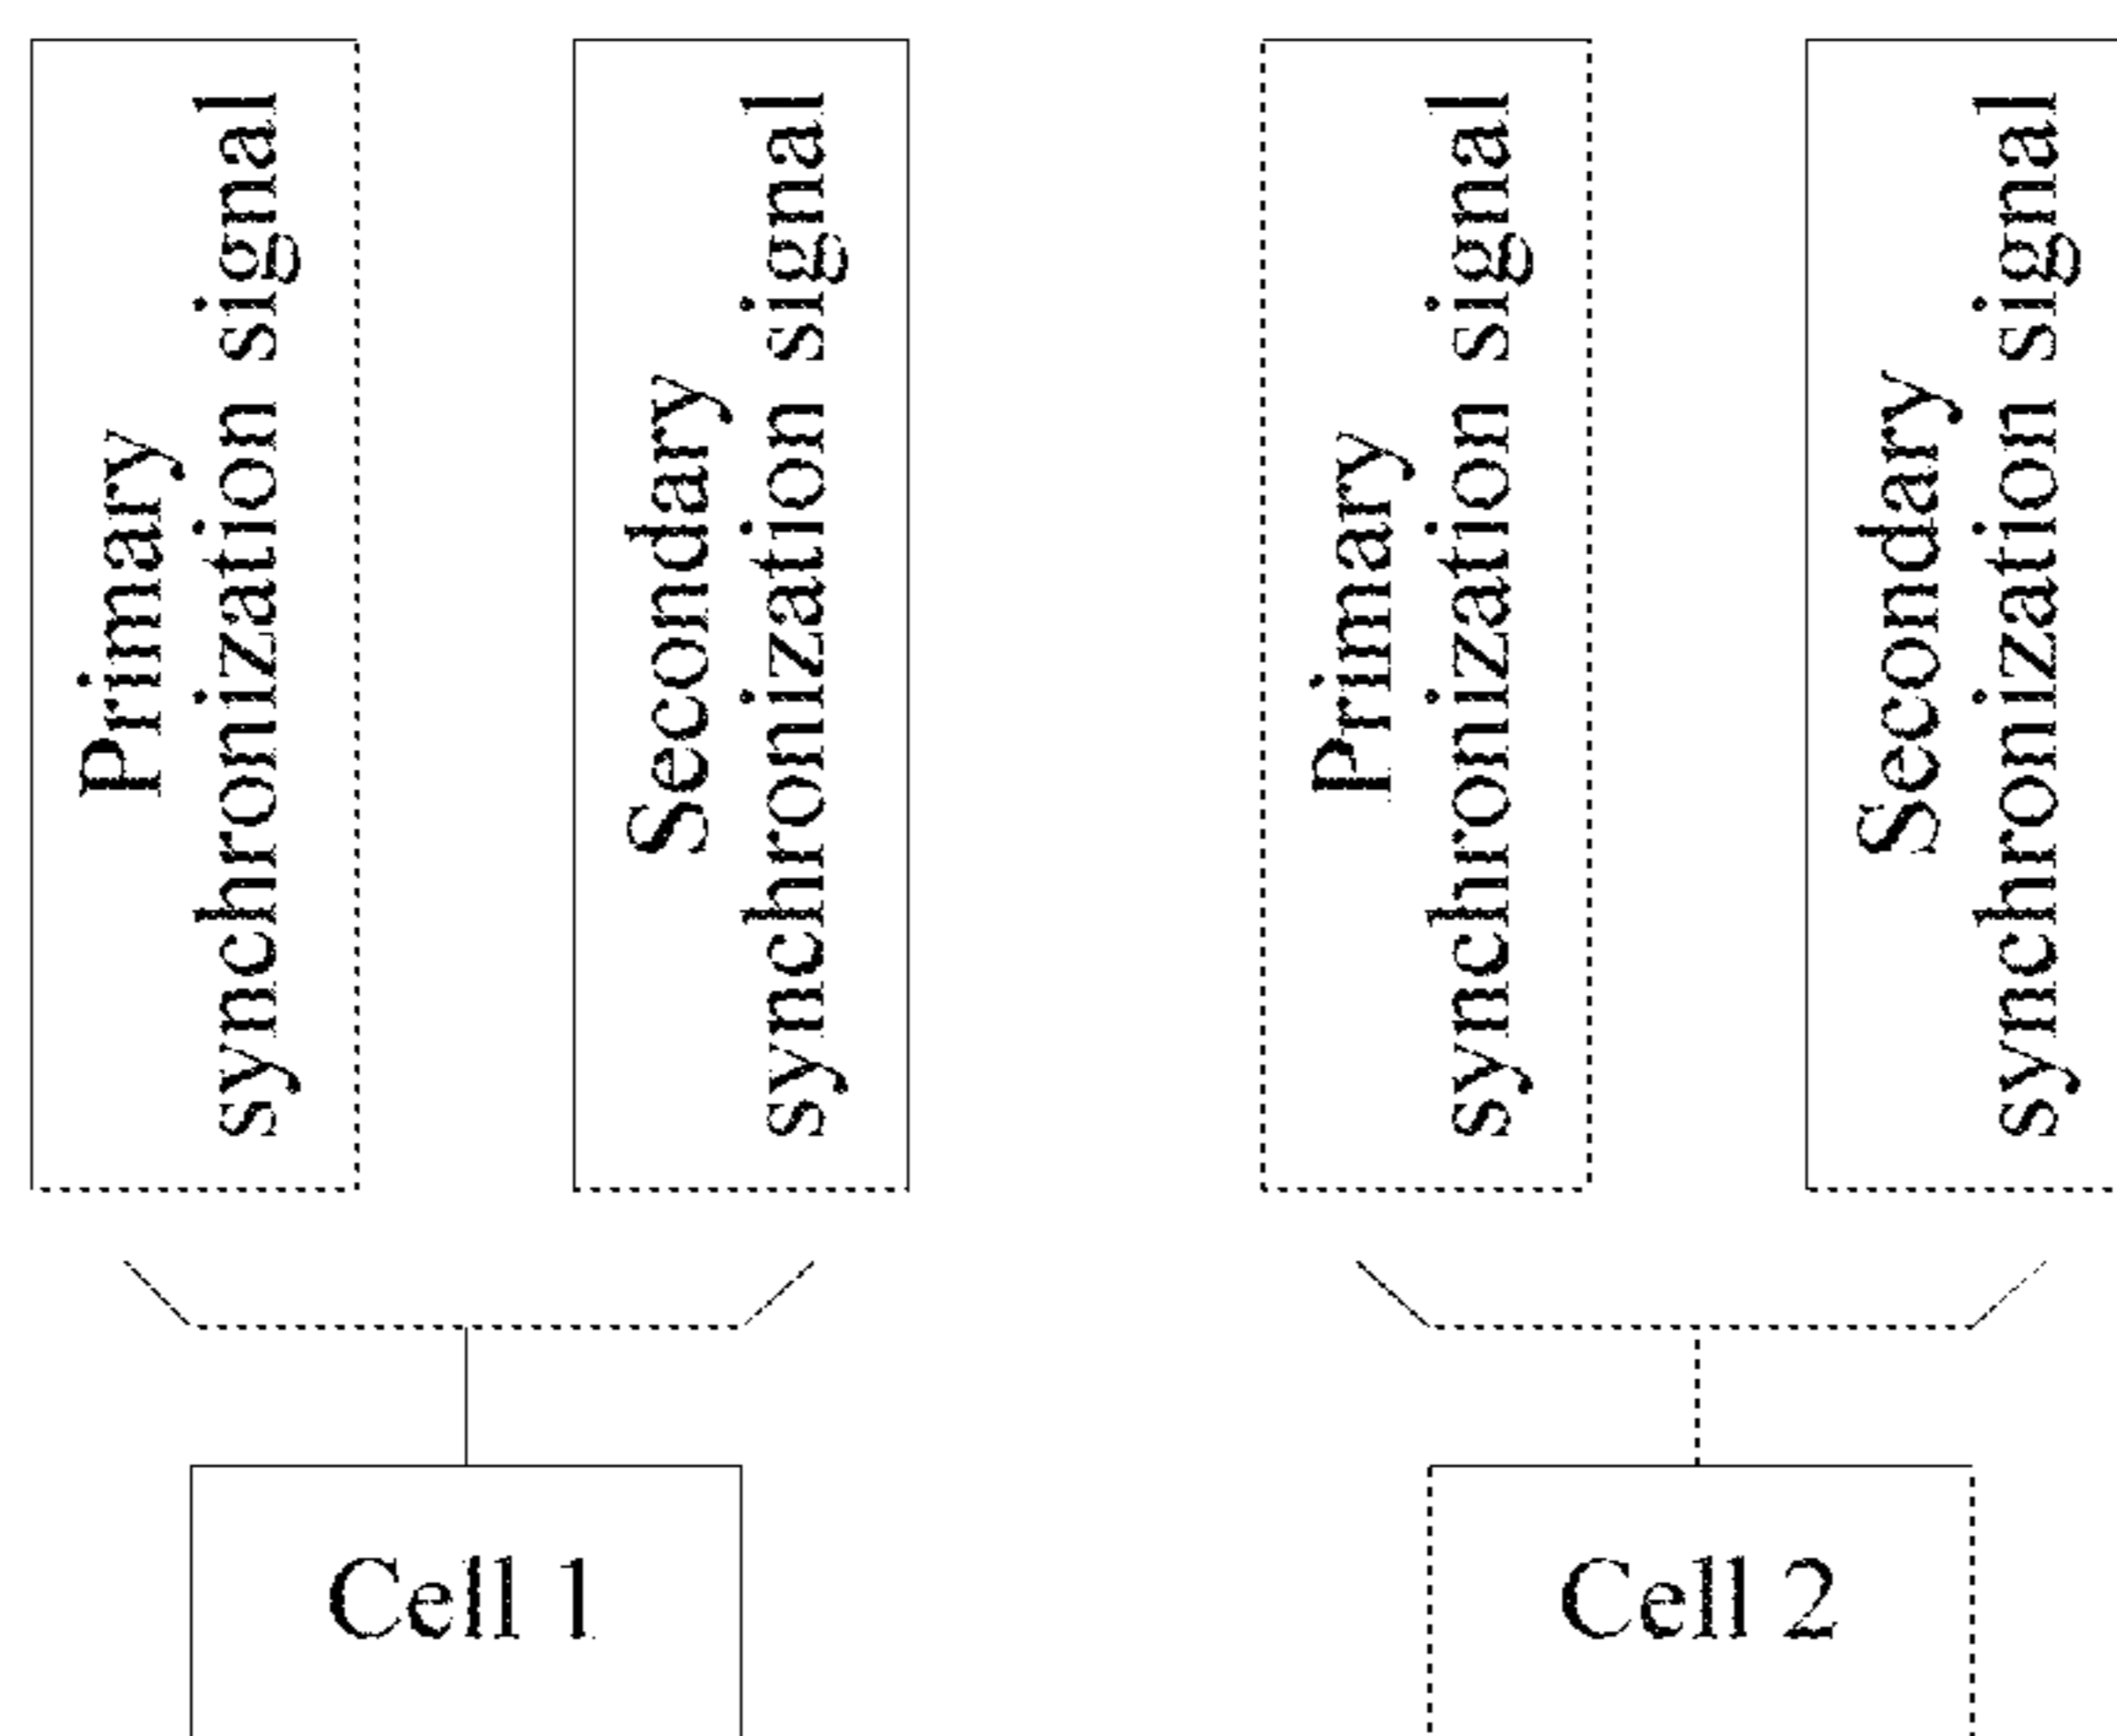 Primary
synchronization signal
Secondary
synchronization signal
Primary
synchronization signal
Secondary
synchronization signal
Cell 1
Cell 2